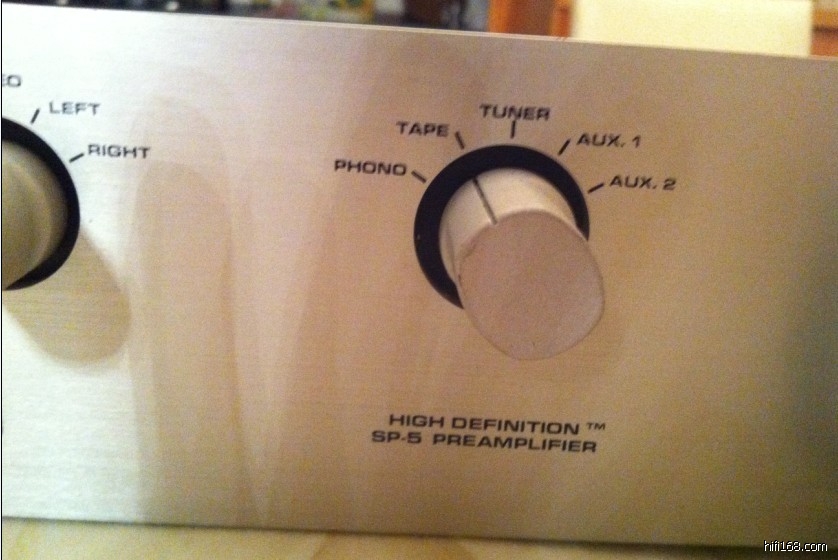 LEFT
RIGHT
TUNER
TAPE
AUX. 1
PHONO
AUX. 2
HIGH DEFINITION ™
SP-5 PREAMPLIFIER
hifi168.com